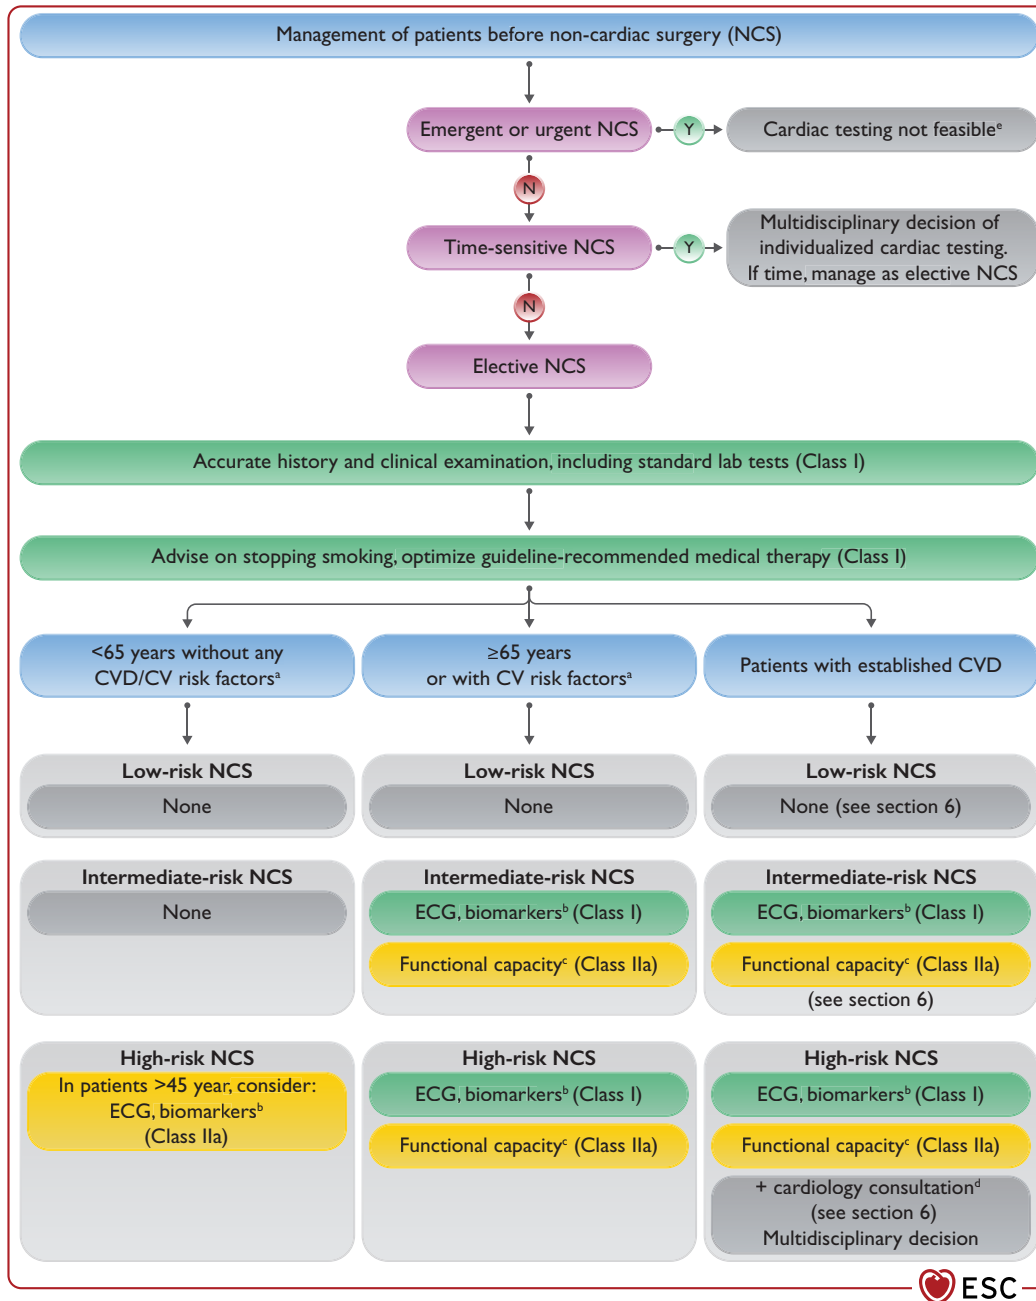 Management of patients before non-cardiac surgery (NCS)
Emergent or urgent NCS
Y
Cardiac testing not feasibleᵉ
N
Time-sensitive NCS
Y
Multidisciplinary decision of
individualized cardiac testing.
If time, manage as elective NCS
N
Elective NCS
Accurate history and clinical examination, including standard lab tests (Class I)
Advise on stopping smoking, optimize guideline-recommended medical therapy (Class I)
<65 years without any
CVD/CV risk factorsᵃ
≥65 years
or with CV risk factorsᵃ
Patients with established CVD
Low-risk NCS
None
Low-risk NCS
None
Low-risk NCS
None (see section 6)
Intermediate-risk NCS
None
Intermediate-risk NCS
ECG, biomarkersᵇ (Class I)
Functional capacityᶜ (Class IIa)
Intermediate-risk NCS
ECG, biomarkersᵇ (Class I)
Functional capacityᶜ (Class IIa)
(see section 6)
High-risk NCS
In patients >45 year, consider:
ECG, biomarkersᵇ
(Class IIa)
High-risk NCS
ECG, biomarkersᵇ (Class I)
Functional capacityᶜ (Class IIa)
High-risk NCS
ECG, biomarkersᵇ (Class I)
Functional capacityᶜ (Class IIa)
+ cardiology consultationᵈ
(see section 6)
Multidisciplinary decision
ESC